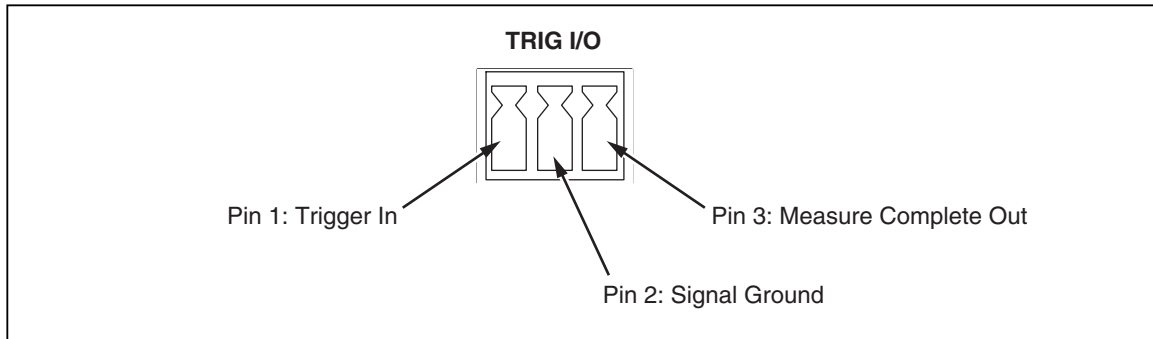 TRIG I/O
Pin 1: Trigger In
Pin 3: Measure Complete Out
Pin 2: Signal Ground